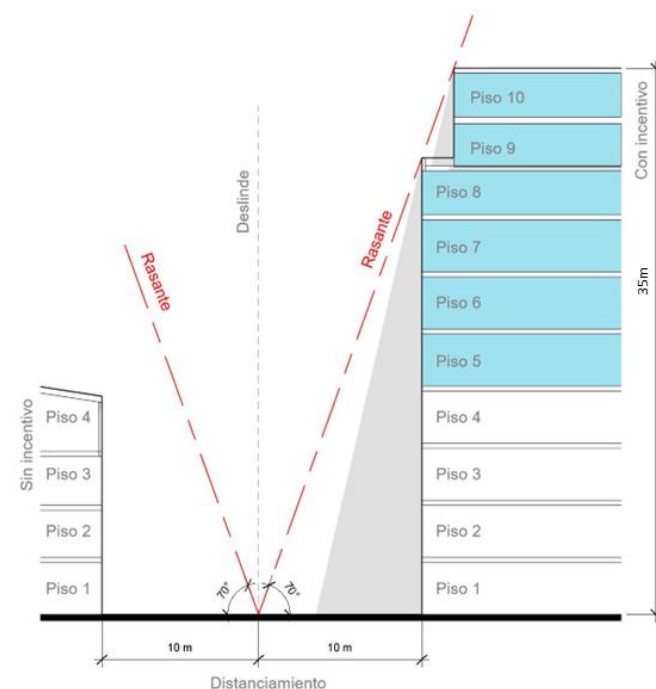 Piso 10
Piso 9
Piso 8
Piso 7
Piso 6
Piso 5
Piso 4
Piso 3
Piso 2
Piso 1
Con incentivo
35m
Deslinde
Rasante
Rasante
Sin incentivo
Piso 4
Piso 3
Piso 2
Piso 1
70°
70°
10 m
10 m
Distanciamiento